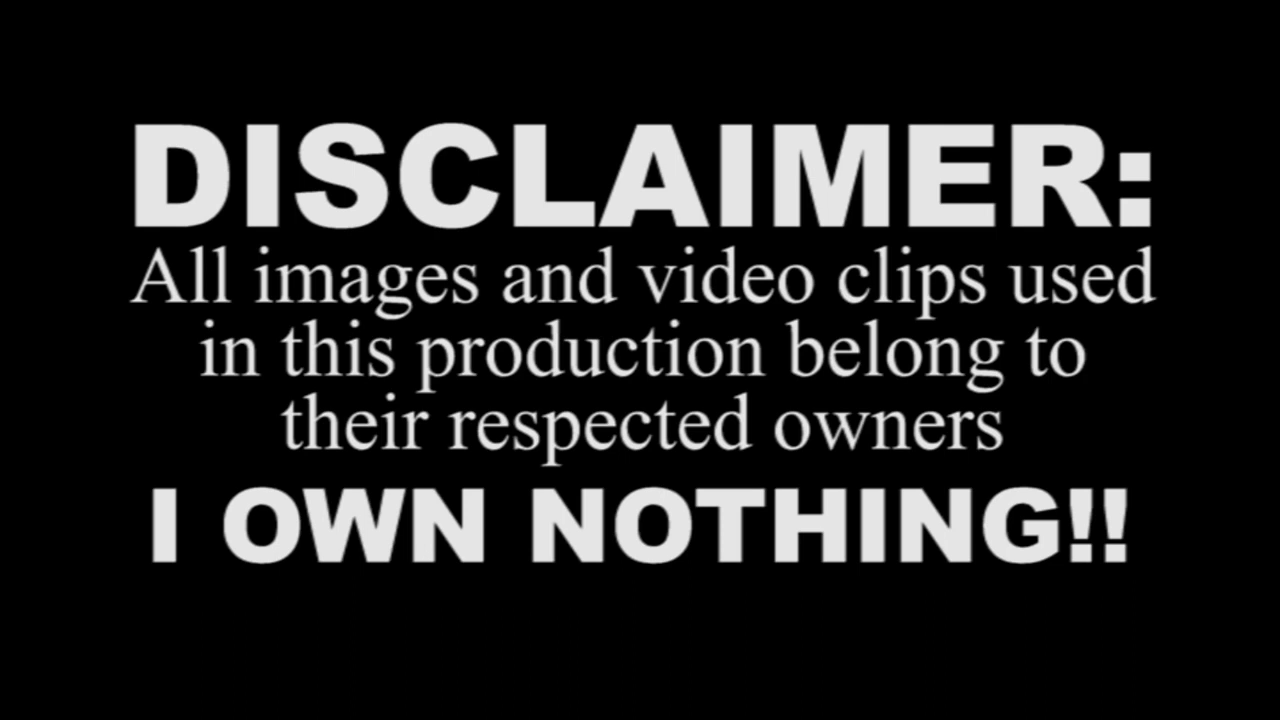 DISCLAIMER:
All images and video clips used
in this production belong to
their respected owners
I OWN NOTHING!!